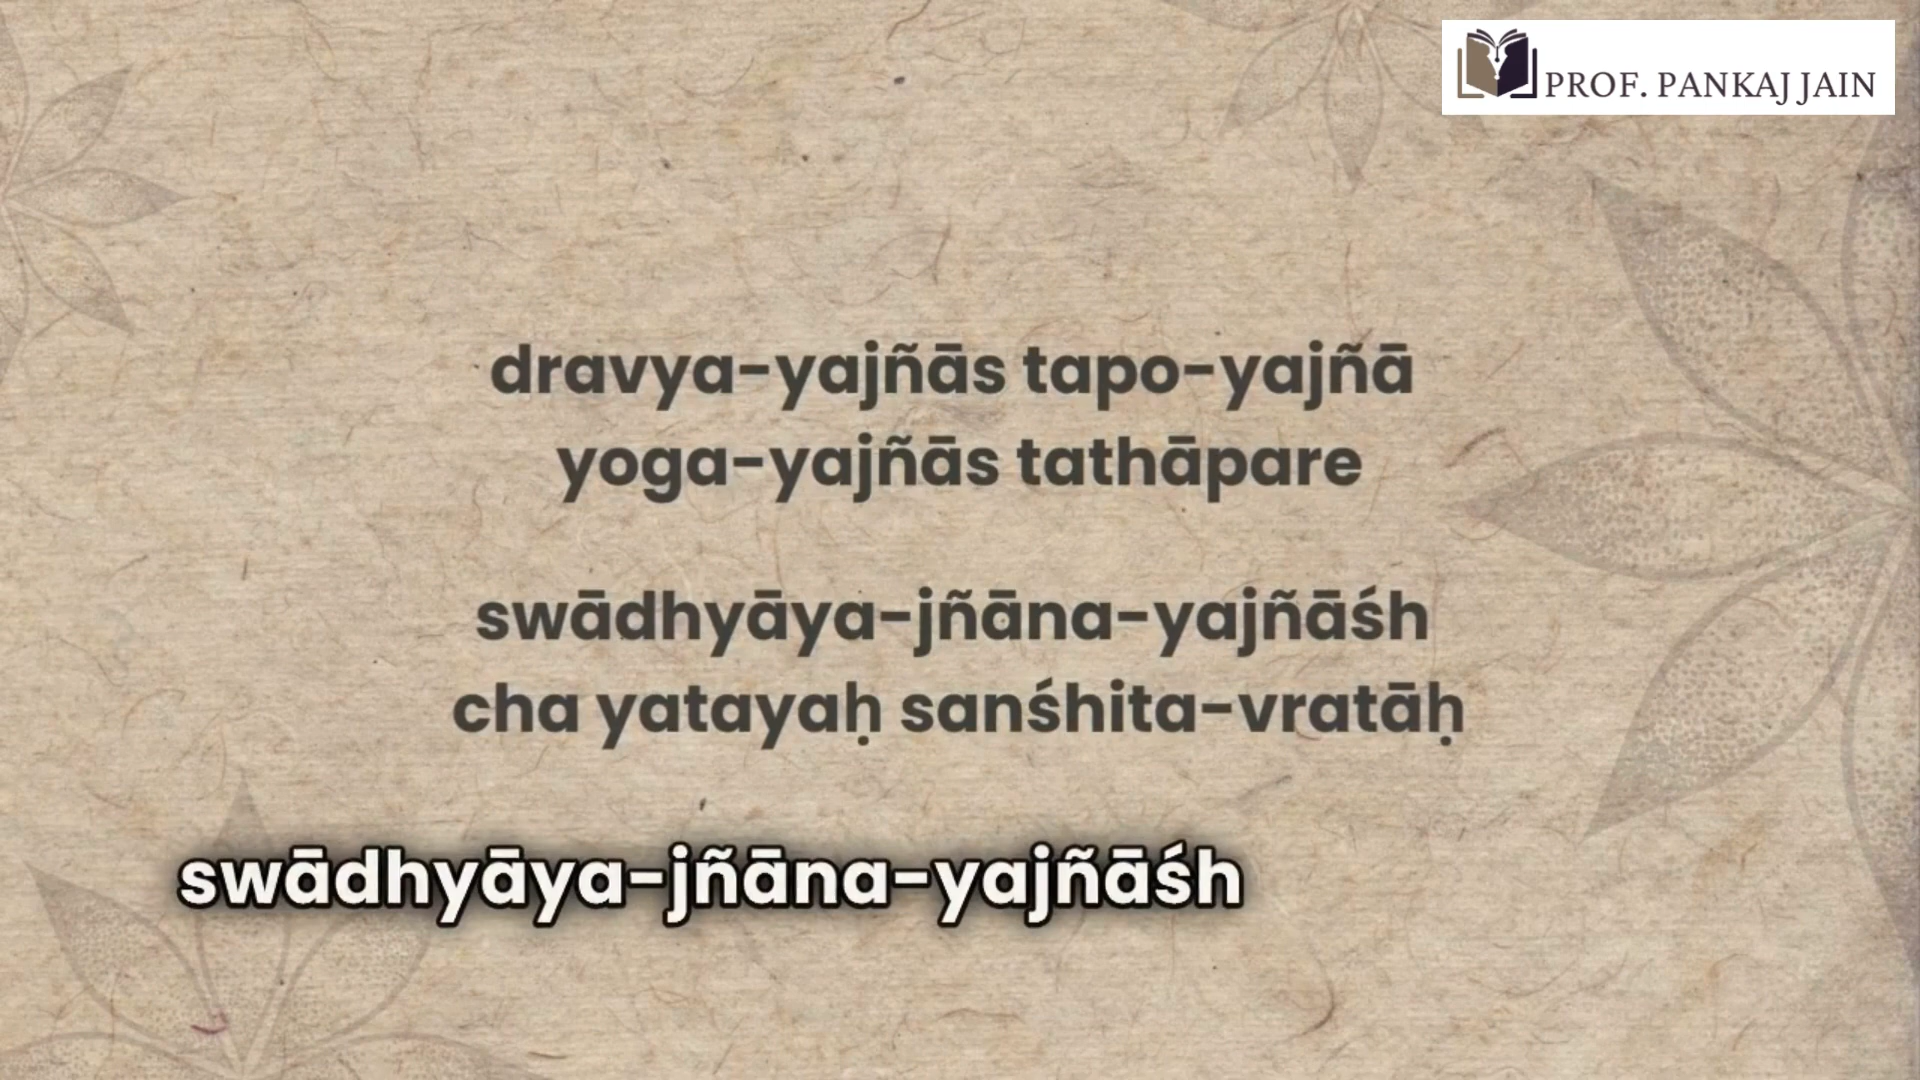 PROF. PANKAJ JAIN
dravya-yajñās tapo-yajñā
yoga-yajñās tathāpare
swādhyāya-jñāna-yajñāśh
cha yatayaḥ sanśhita-vratāḥ
swādhyāya-jñāna-yajñāśh